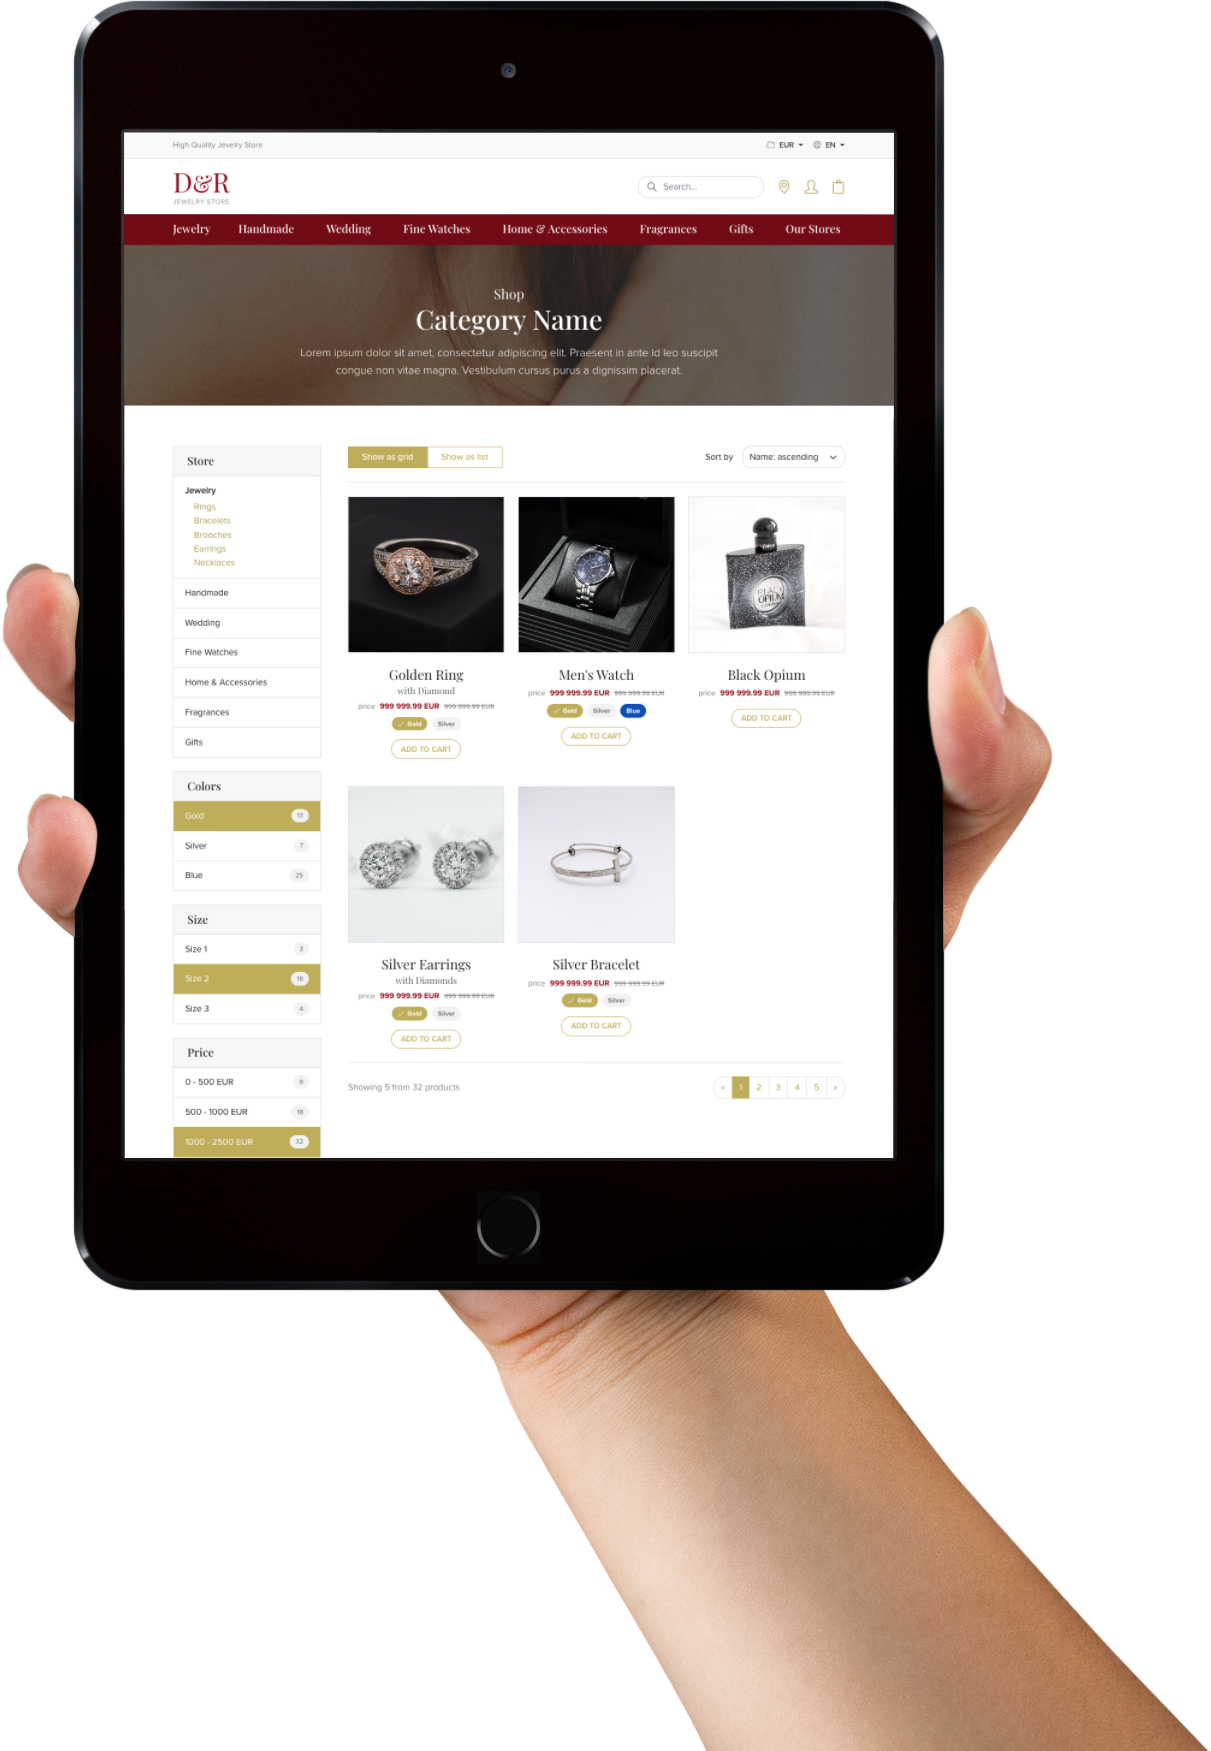 High Quality Jewelry Store
EUR
EN
D&R
JEWELRY STORE
Search...
Jewelry Handmade Wedding Fine Watches Home & Accessories Fragrances Gifts Our Stores
Shop
Category Name
Lorem ipsum dolor sit amet, consectetur adipiscing elit. Praesent in ante id leo suscipit
congue non vitae magna. Vestibulum cursus purus a dignissim placerat.
Store
Jewelry
Rings
Bracelets
Brooches
Earrings
Necklaces
Handmade
Wedding
Fine Watches
Home & Accessories
Fragrances
Gifts
Colors
Gold 13
Silver 7
Blue 25
Size
Size 1 3
Size 2 18
Size 3 4
Price
0 - 500 EUR 9
500 - 1000 EUR 18
1000 - 2500 EUR 32
Show as grid Show as list
Sort by Name: ascending
BLACK
OPIUM
Golden Ring
with Diamond
price 999 999.99 EUR 999 999.99 EUR
Gold Silver
ADD TO CART
Men's Watch
price 999 999.99 EUR 999 999.99 EUR
Gold Silver Blue
ADD TO CART
Black Opium
price 999 999.99 EUR 999 999.99 EUR
ADD TO CART
Silver Earrings
with Diamonds
price 999 999.99 EUR 999 999.99 EUR
Gold Silver
ADD TO CART
Silver Bracelet
price 999 999.99 EUR 999 999.99 EUR
Gold Silver
ADD TO CART
Showing 5 from 32 products
« 1 2 3 4 5 »